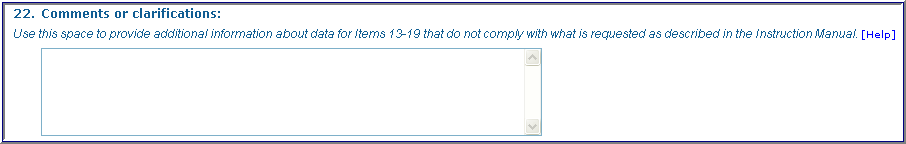 22. Comments or clarifications:
Use this space to provide additional information about data for Items 13-19 that do not comply with what is requested as described in the Instruction Manual. [Help]